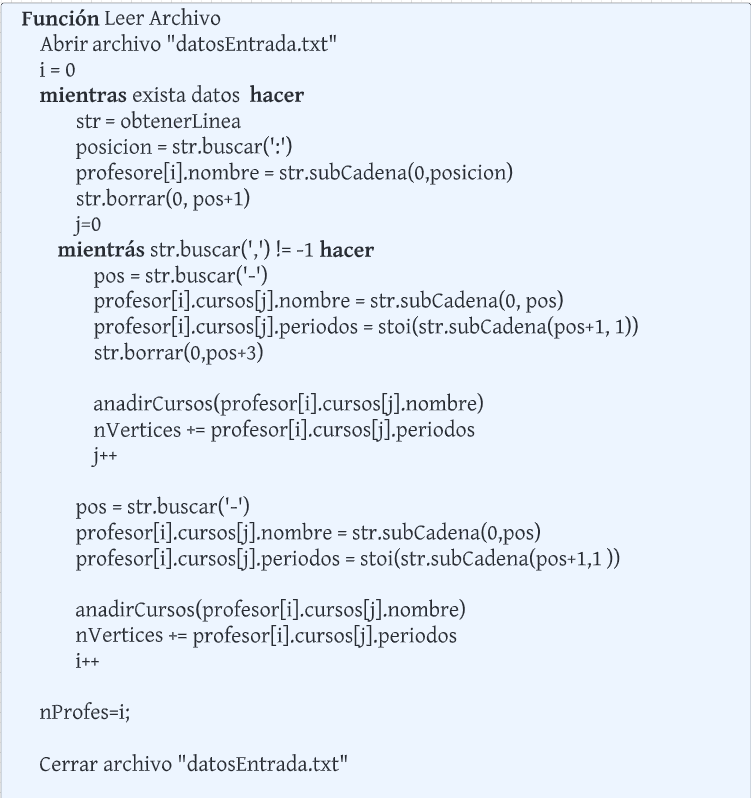 Función Leer Archivo
Abrir archivo "datosEntrada.txt"
i = 0
mientras exista datos hacer
str = obtenerLinea
posicion = str.buscar(':')
profesore[i].nombre = str.subCadena(0,posicion)
str.borrar(0, pos+1)
j=0
mientrás str.buscar(',') != -1 hacer
pos = str.buscar('-')
profesor[i].cursos[j].nombre = str.subCadena(0, pos)
profesor[i].cursos[j].periodos = stoi(str.subCadena(pos+1, 1))
str.borrar(0,pos+3)
anadirCursos(profesor[i].cursos[j].nombre)
nVertices += profesor[i].cursos[j].periodos
j++
pos = str.buscar('-')
profesor[i].cursos[j].nombre = str.subCadena(0,pos)
profesor[i].cursos[j].periodos = stoi(str.subCadena(pos+1,1 ))
anadirCursos(profesor[i].cursos[j].nombre)
nVertices += profesor[i].cursos[j].periodos
i++
nProfes=i;
Cerrar archivo "datosEntrada.txt"